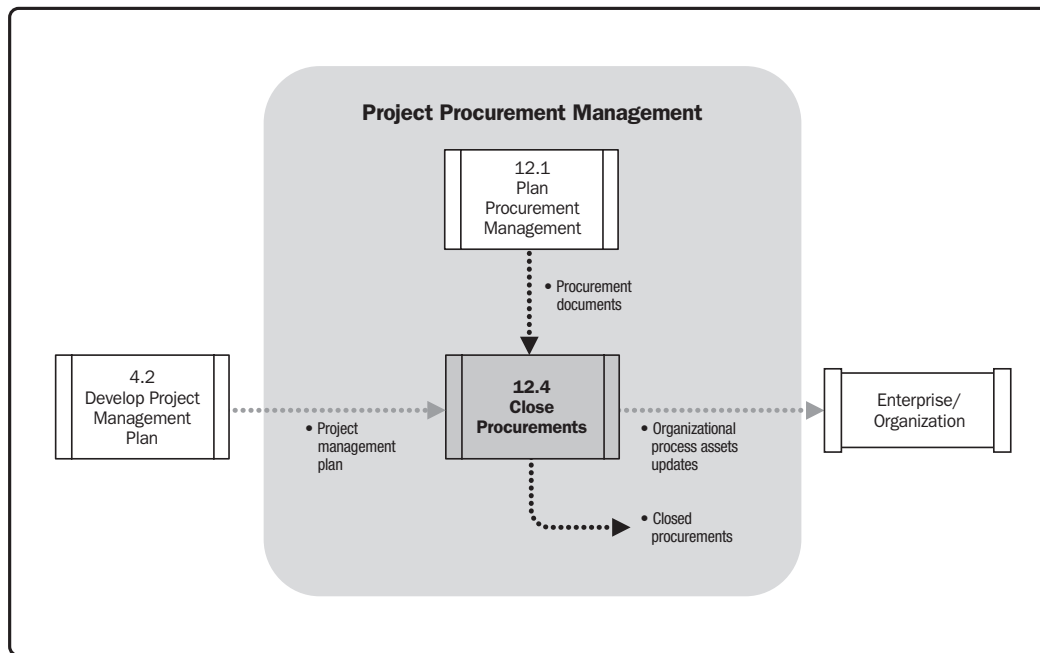 Project Procurement Management
12.1
Plan
Procurement
Management
• Procurement
documents
4.2
Develop Project
Management
Plan
• Project
management
plan
12.4
Close
Procurements
• Organizational
process assets
updates
Enterprise/
Organization
• Closed
procurements